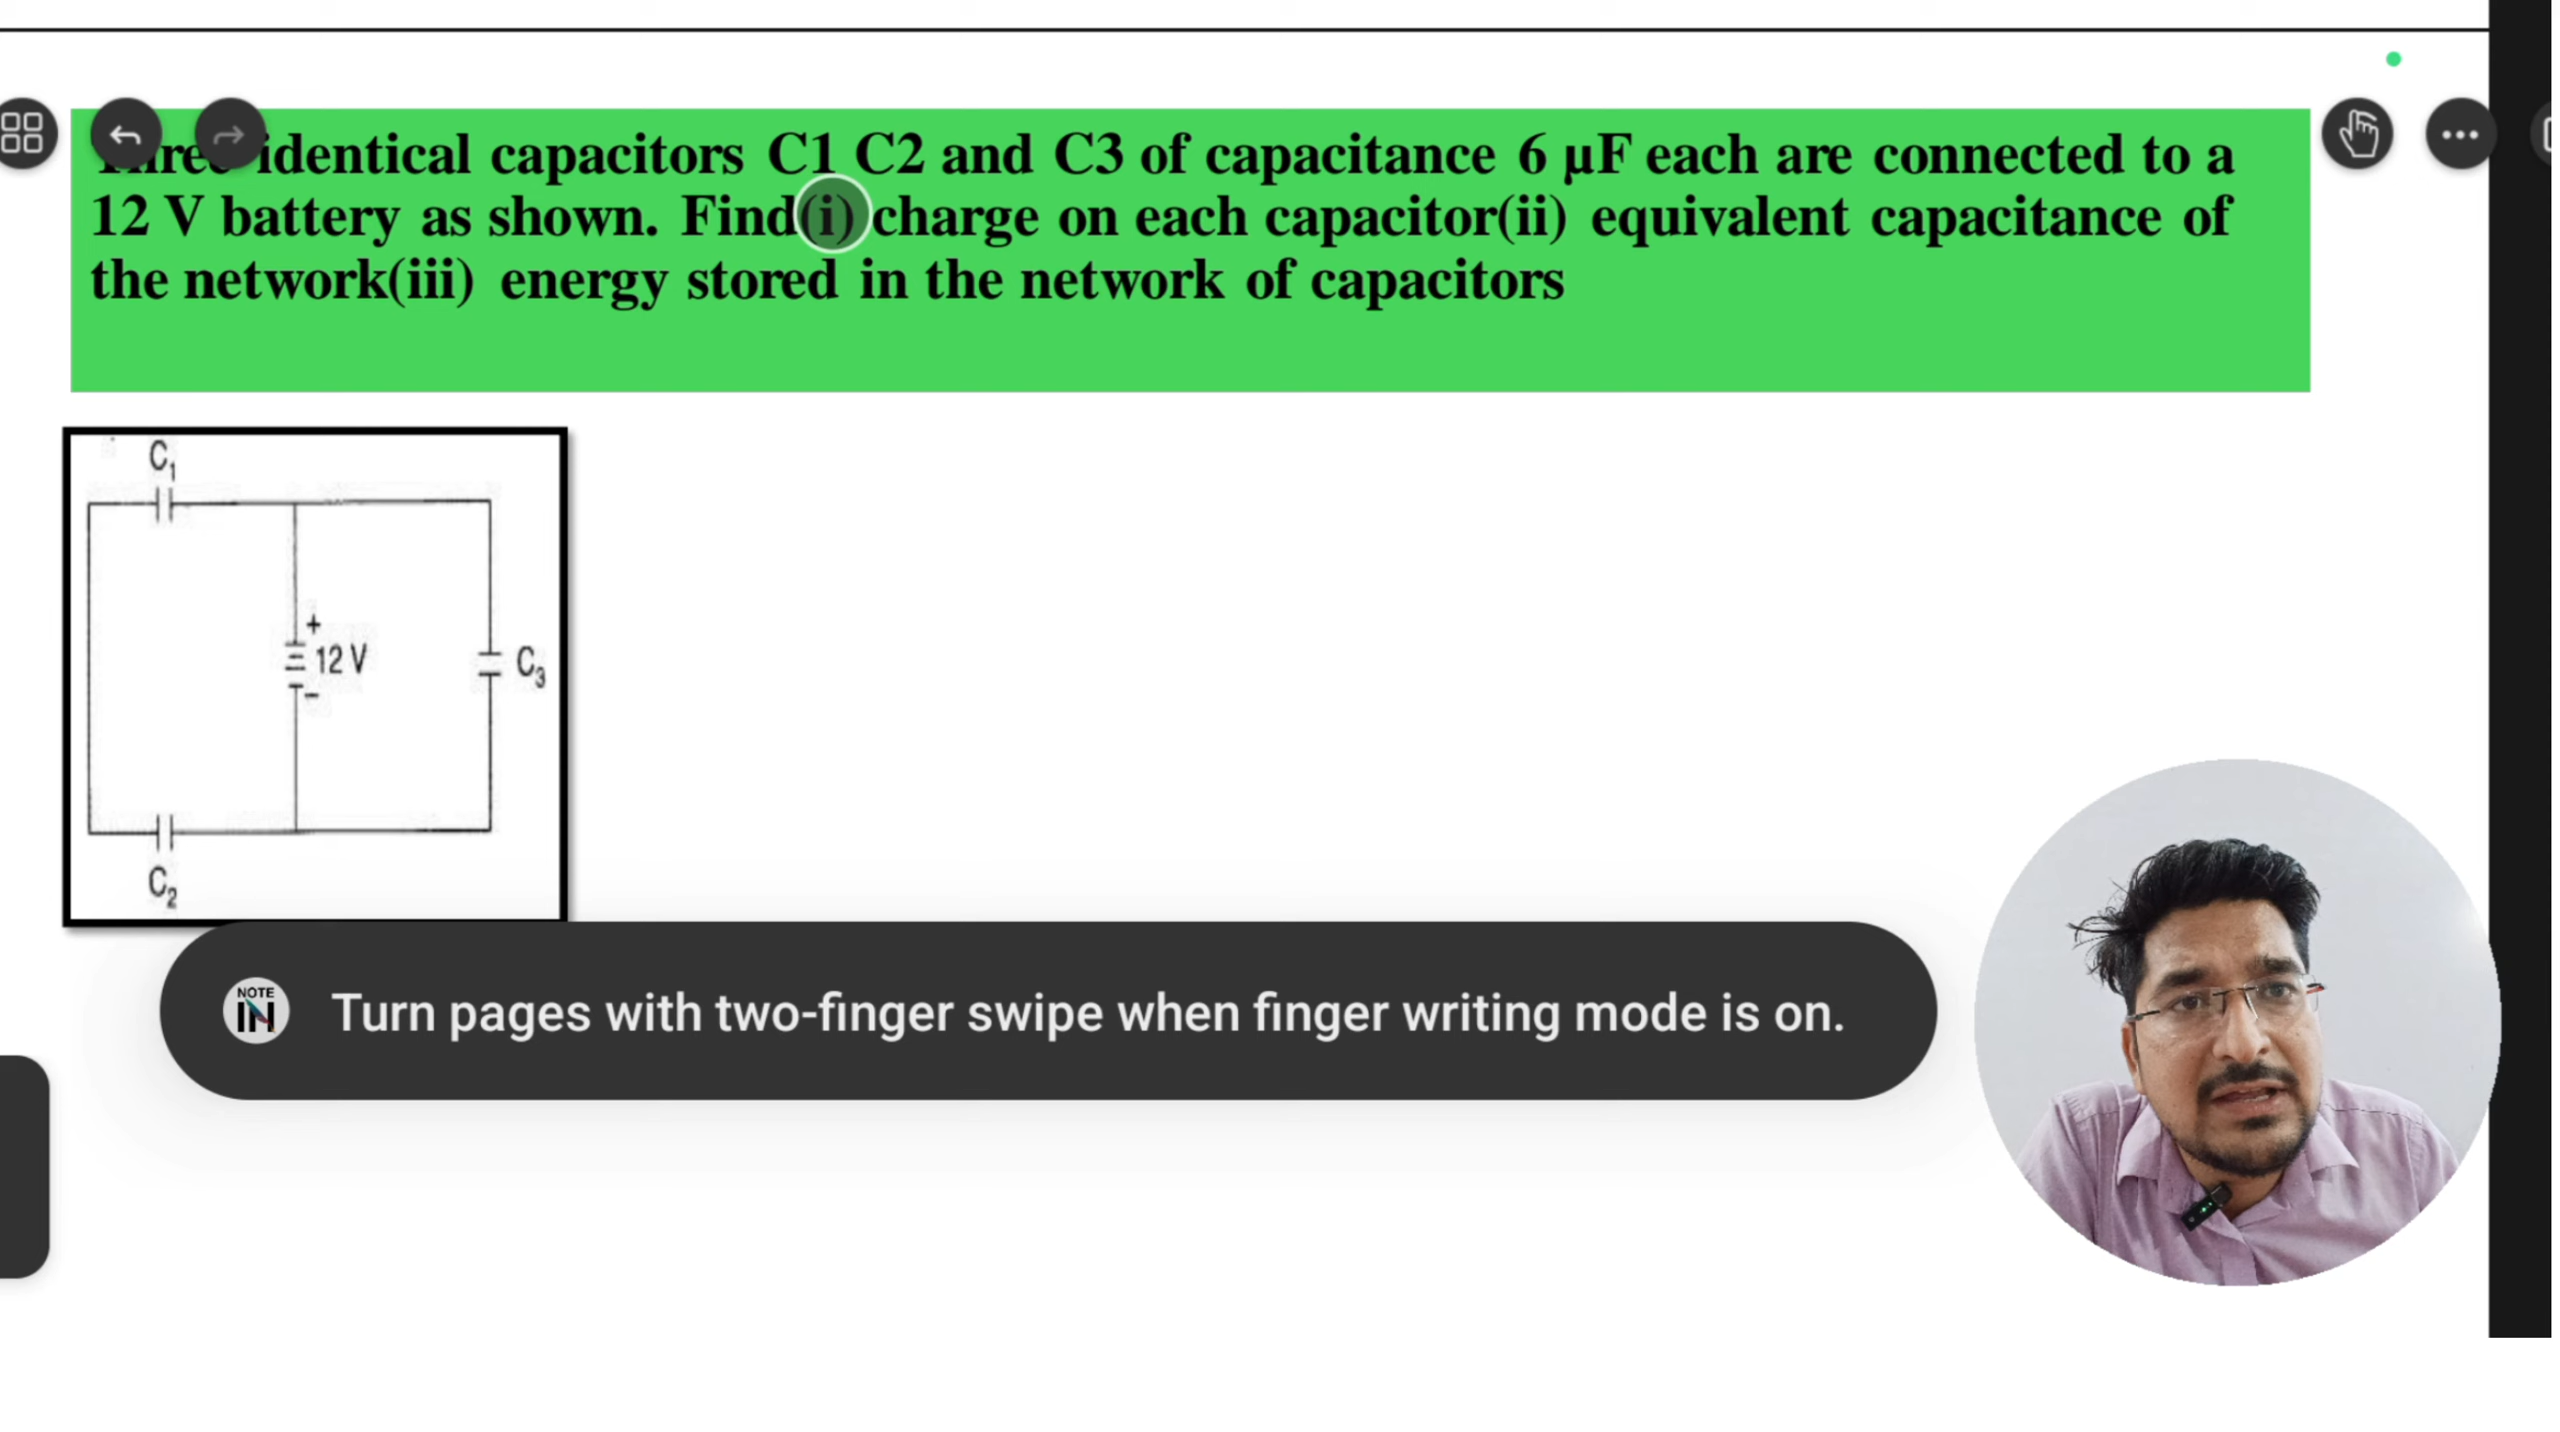 identical capacitors C1 C2 and C3 of capacitance 6 µF each are connected to a
12 V battery as shown. Find(i) charge on each capacitor(ii) equivalent capacitance of
the network(iii) energy stored in the network of capacitors
C1
+
12 V
-
C3
C2
NOTE IN
Turn pages with two-finger swipe when finger writing mode is on.